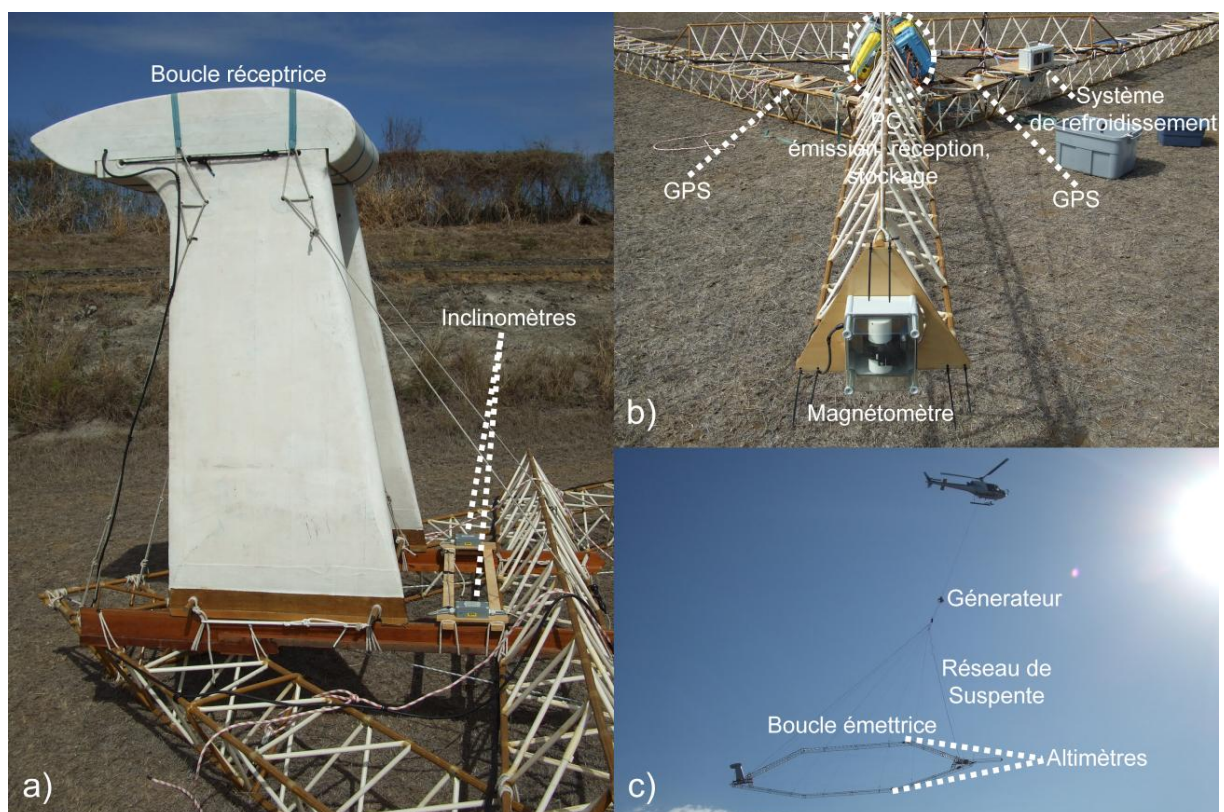 Boucle réceptrice
Inclinomètres
a)
Système
de refroidissement
PC
émission, réception,
stockage
GPS
GPS
Magnétomètre
b)
Génerateur
Réseau de
Suspente
Boucle émettrice
Altimètres
c)